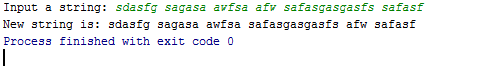 Input a string: sdasfg sagasa awfsa afv safasgasgasfs safasf
New string is: sdasfg sagasa awfsa safasgasgasfs afw safasf
Process finished with exit code 0